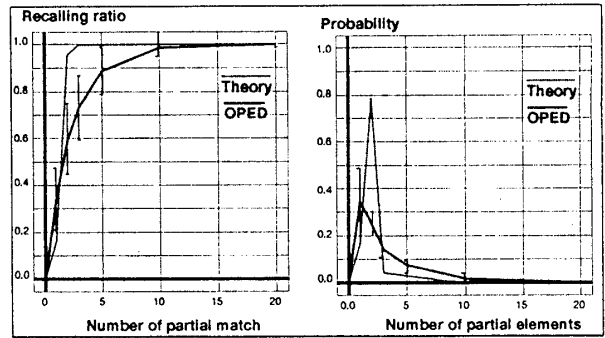 Recalling ratio
1.0
0.8
0.6
0.4
0.2
0.0
Theory
OPED
0
5
10
15
20
Number of partial match
Probability
1.0
0.8
0.6
0.4
0.2
0.0
Theory
OPED
0.0
5
10
15
20
Number of partial elements